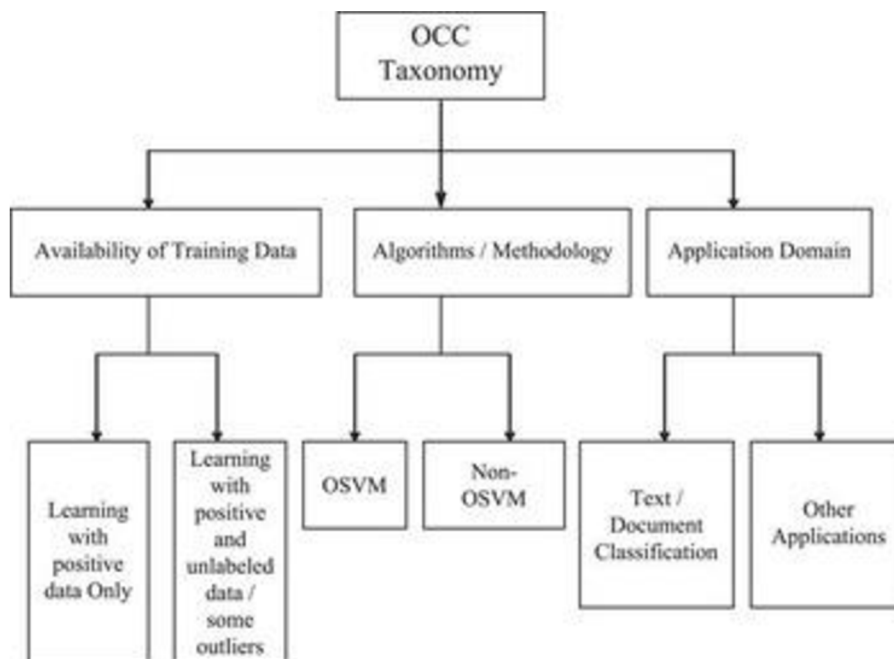 OCC
Taxonomy
Availability of Training Data
Algorithms / Methodology
Application Domain
Learning
with
positive
data Only
Learning
with
positive
and
unlabeled
data /
some
outliers
OSVM
Non-
OSVM
Text /
Document
Classification
Other
Applications